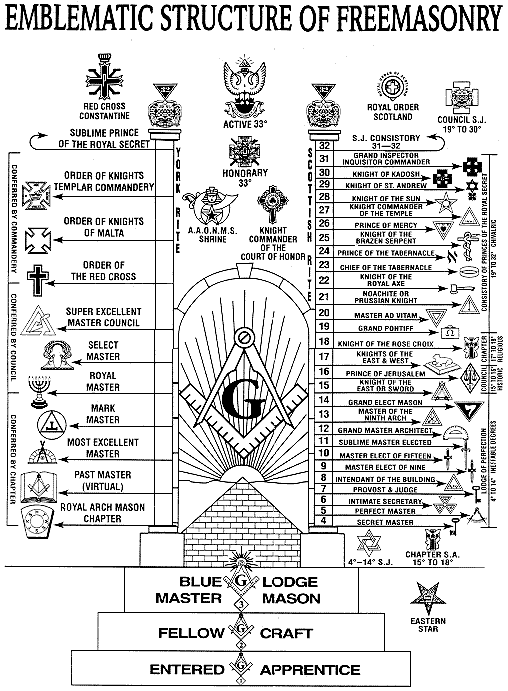 EMBLEMATIC STRUCTURE OF FREEMASONRY
RED CROSS
CONSTANTINE
ACTIVE 33°
ROYAL ORDER
SCOTLAND
COUNCIL S.J.
19° TO 30°
SUBLIME PRINCE
OF THE ROYAL SECRET
HONORARY
33°
A.A.O.N.M.S.
SHRINE
KNIGHT
COMMANDER
OF THE
COURT OF HONOR
YORK RITE
SCOTTISH RITE
CONFERRED BY COMMANDERY
ORDER OF KNIGHTS
TEMPLAR COMMANDERY
ORDER OF KNIGHTS
OF MALTA
ORDER OF
THE RED CROSS
CONFERRED BY COUNCIL
SUPER EXCELLENT
MASTER COUNCIL
SELECT
MASTER
ROYAL
MASTER
CONFERRED BY CHAPTER
MARK
MASTER
MOST EXCELLENT
MASTER
PAST MASTER
(VIRTUAL)
ROYAL ARCH MASON
CHAPTER
G
32
S.J. CONSISTORY
31—32
31 GRAND INSPECTOR
INQUISITOR COMMANDER
30 KNIGHT OF KADOSH
29 KNIGHT OF ST. ANDREW
28 KNIGHT OF THE SUN
27 KNIGHT COMMANDER
OF THE TEMPLE
26 PRINCE OF MERCY
25 KNIGHT OF THE
BRAZEN SERPENT
24 PRINCE OF THE TABERNACLE
23 CHIEF OF THE TABERNACLE
22 KNIGHT OF THE
ROYAL AXE
21 NOACHITE OR
PRUSSIAN KNIGHT
20 MASTER AD VITAM
19 GRAND PONTIFF
18 KNIGHT OF THE ROSE CROIX
17 KNIGHTS OF THE
EAST & WEST
16 PRINCE OF JERUSALEM
15 KNIGHT OF THE
EAST OR SWORD
14 GRAND ELECT MASON
13 MASTER OF THE
NINTH ARCH
12 GRAND MASTER ARCHITECT
11 SUBLIME MASTER ELECTED
10 MASTER ELECT OF FIFTEEN
9 MASTER ELECT OF NINE
8 INTENDANT OF THE BUILDING
7 PROVOST & JUDGE
6 INTIMATE SECRETARY
5 PERFECT MASTER
4 SECRET MASTER
CONSISTORY OF PRINCES OF THE ROYAL SECRET
19° TO 32° CHIVALRIC
COUNCIL CHAPTER
15° TO 16° 17° TO 18°
HISTORIC RELIGIOUS
LODGE OF PERFECTION
4° TO 14° INEFFABLE DEGREES
4°-14° S.J.
CHAPTER S.A.
15° TO 18°
BLUE G LODGE
MASTER 3 MASON
FELLOW G CRAFT
ENTERED G APPRENTICE
EASTERN
STAR